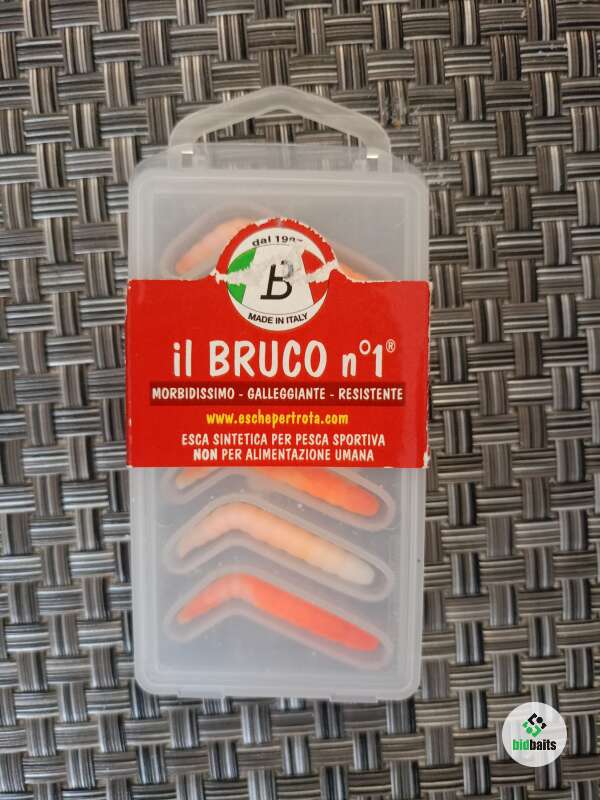 dal
B
MADE IN ITALY
il BRUCO n°1®
MORBIDISSIMO - GALLEGGIANTE - RESISTENTE
www.eschepertrota.com
ESCA SINTETICA PER PESCA SPORTIVA
NON PER ALIMENTAZIONE UMANA
bidbaits